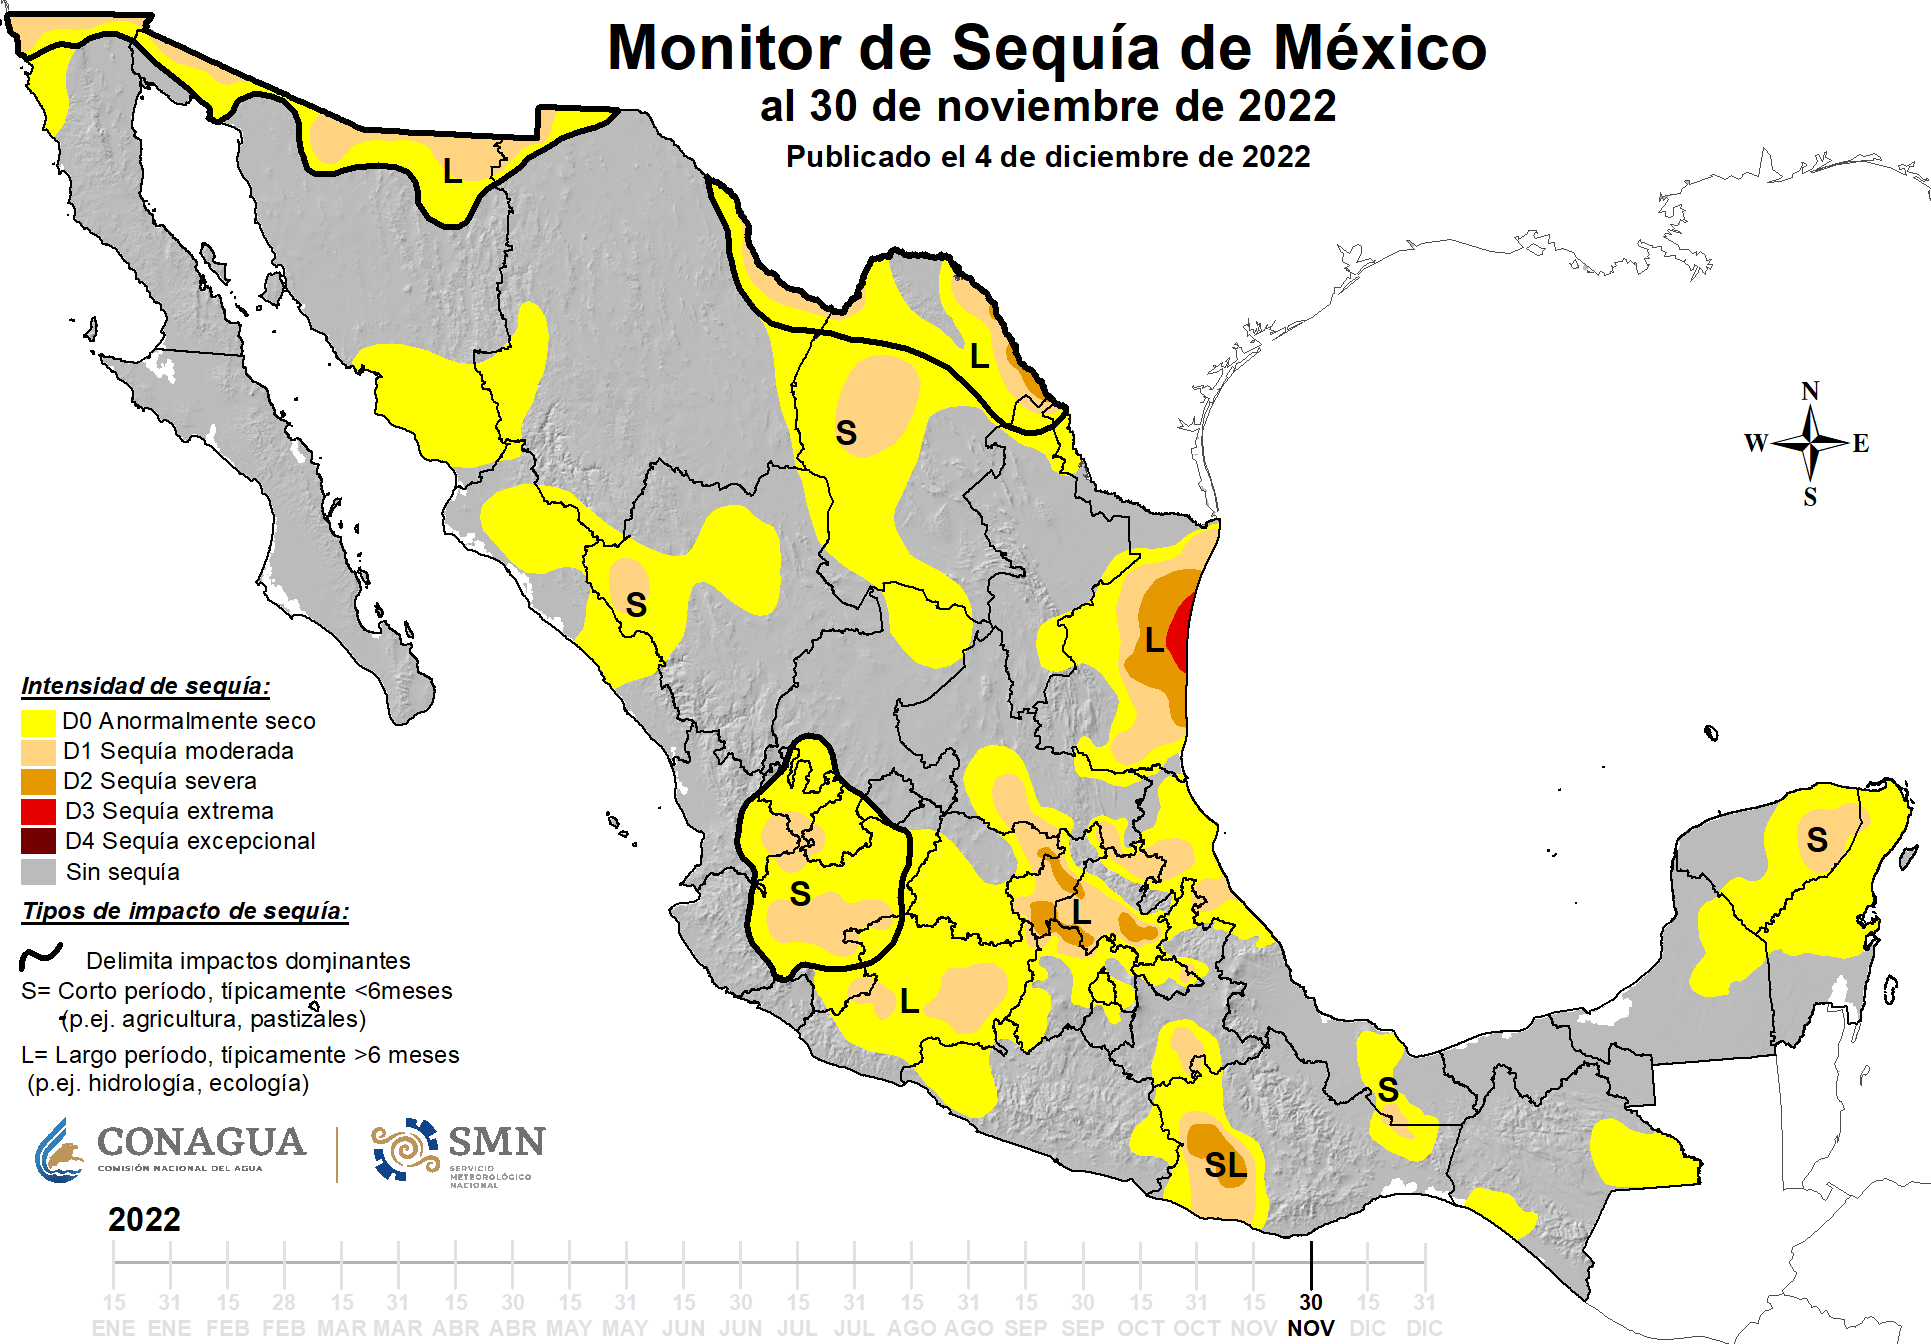 Monitor de Sequía de México
al 30 de noviembre de 2022
Publicado el 4 de diciembre de 2022
L
L
S
S
L
S
S
L
L
S
S
SL
N
W E
S
Intensidad de sequía:
D0 Anormalmente seco
D1 Sequía moderada
D2 Sequía severa
D3 Sequía extrema
D4 Sequía excepcional
Sin sequía
Tipos de impacto de sequía:
Delimita impactos dominantes
S= Corto período, típicamente <6meses
(p.ej. agricultura, pastizales)
L= Largo período, típicamente >6 meses
(p.ej. hidrología, ecología)
CONAGUA
COMISIÓN NACIONAL DEL AGUA
SMN
SERVICIO
METEOROLÓGICO
NACIONAL
2022
15 31 15 28 15 31 15 30 15 31 15 30 15 31 15 31 15 30 15 31 15 30 15 31
ENE ENE FEB FEB MAR MAR ABR ABR MAY MAY JUN JUN JUL JUL AGO AGO SEP SEP OCT OCT NOV NOV DIC DIC